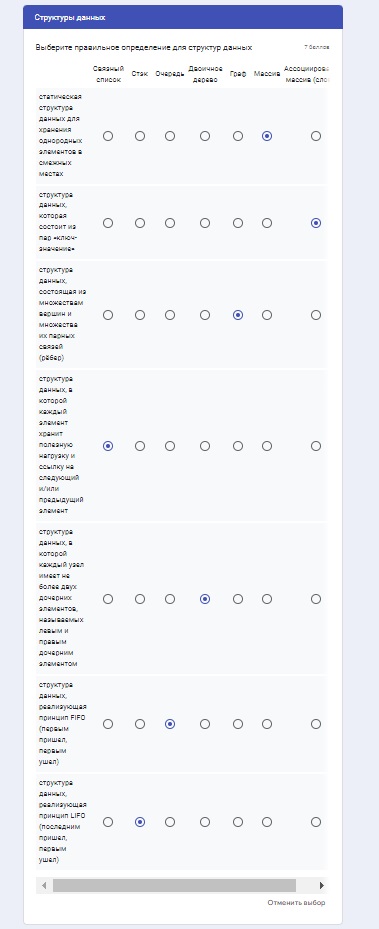 Структуры данных
Выберите правильное определение для структур данных
7 баллов
Связный
список
Стэк
Очередь
Двоичное
дерево
Граф
Массив
Ассоциирова
массив (сло
статическая
структура
данных для
хранения
однородных
элементов в
смежных
местах
структура
данных,
которая
состоит из
пар «ключ-
значение»
структура
данных,
состоящая из
множествам
вершин и
множества
их парных
связей
(рёбер)
структура
данных, в
которой
каждый
элемент
хранит
полезную
нагрузку и
ссылку на
следующий
и/или
предыдущий
элемент
структура
данных, в
которой
каждый узел
имеет не
более двух
дочерних
элементов,
называемых
левым и
правым
дочерним
элементом
структура
данных,
реализующая
принцип FIFO
(первым
пришел,
первым
ушел)
структура
данных,
реализующая
принцип LIFO
(последним
пришел,
первым
ушел)
Отменить выбор